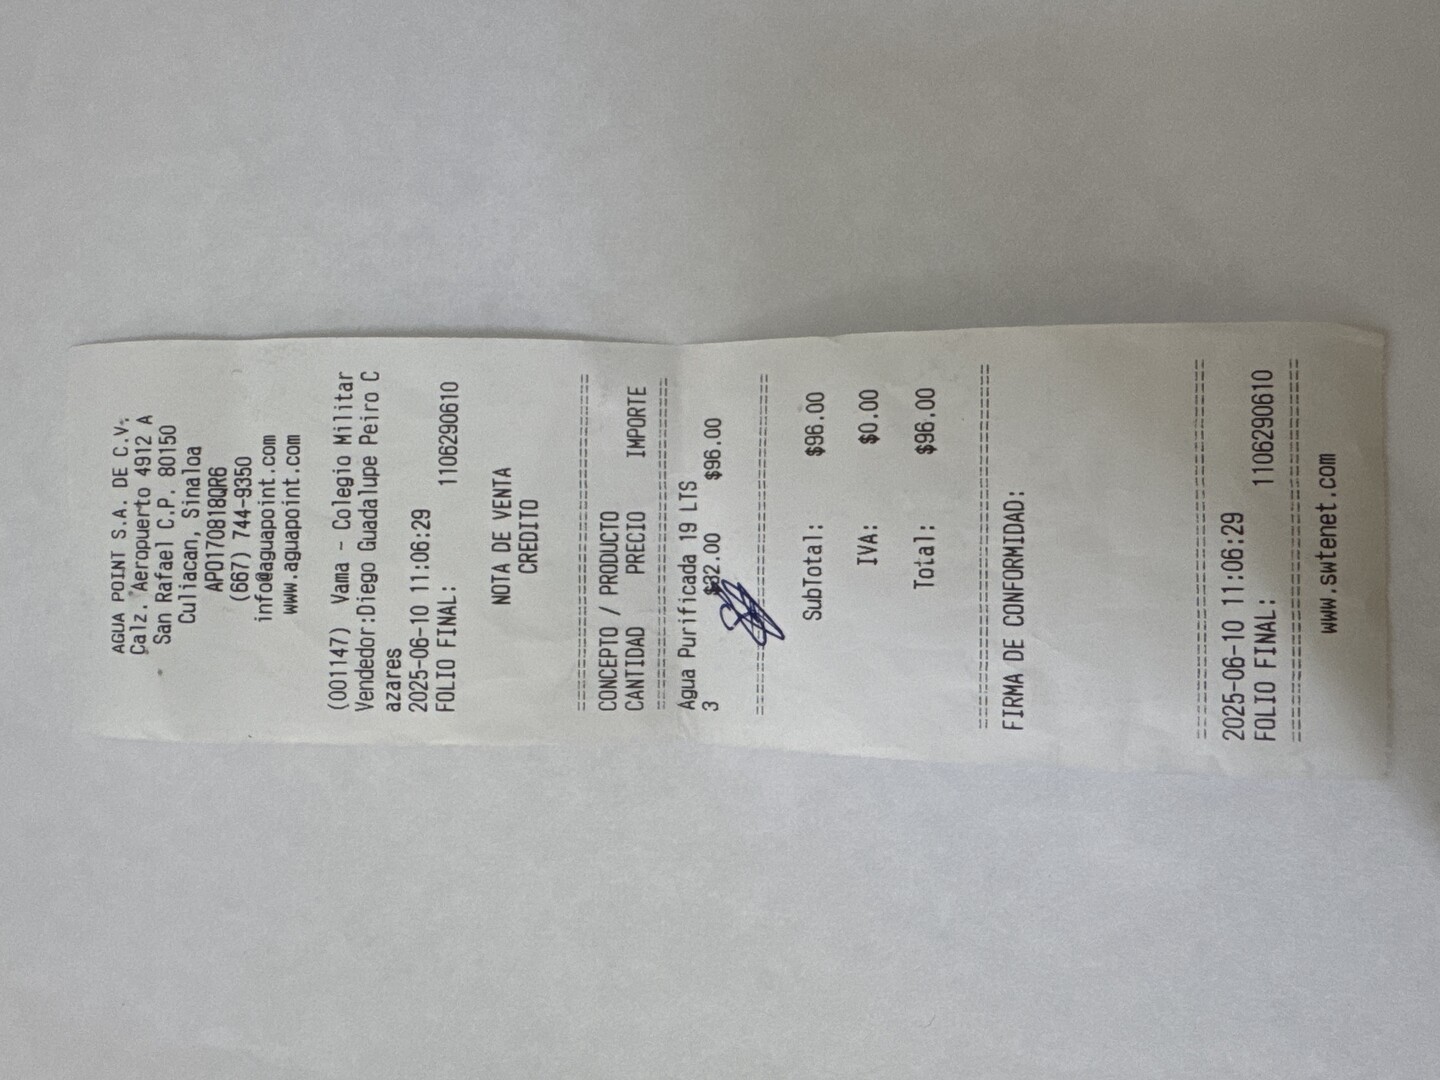 AGUA POINT S.A. DE C.V.
Calz. Aeropuerto 4912 A
San Rafael C.P. 80150
Culiacan, Sinaloa
APO170818QR6
(667) 744-9350
info@aguapoint.com
www.aguapoint.com
(001147) Vama - Colegio Militar
Vendedor:Diego Guadalupe Peiro C
azares
2025-06-10 11:06:29
FOLIO FINAL: 1106290610
NOTA DE VENTA
CREDITO
================================
CONCEPTO / PRODUCTO
CANTIDAD PRECIO IMPORTE
================================
Agua Purificada 19 LTS
3 $32.00 $96.00
================================
SubTotal: $96.00
IVA: $0.00
Total: $96.00
================================
FIRMA DE CONFORMIDAD:
================================
2025-06-10 11:06:29
FOLIO FINAL: 1106290610
================================
www.swtenet.com